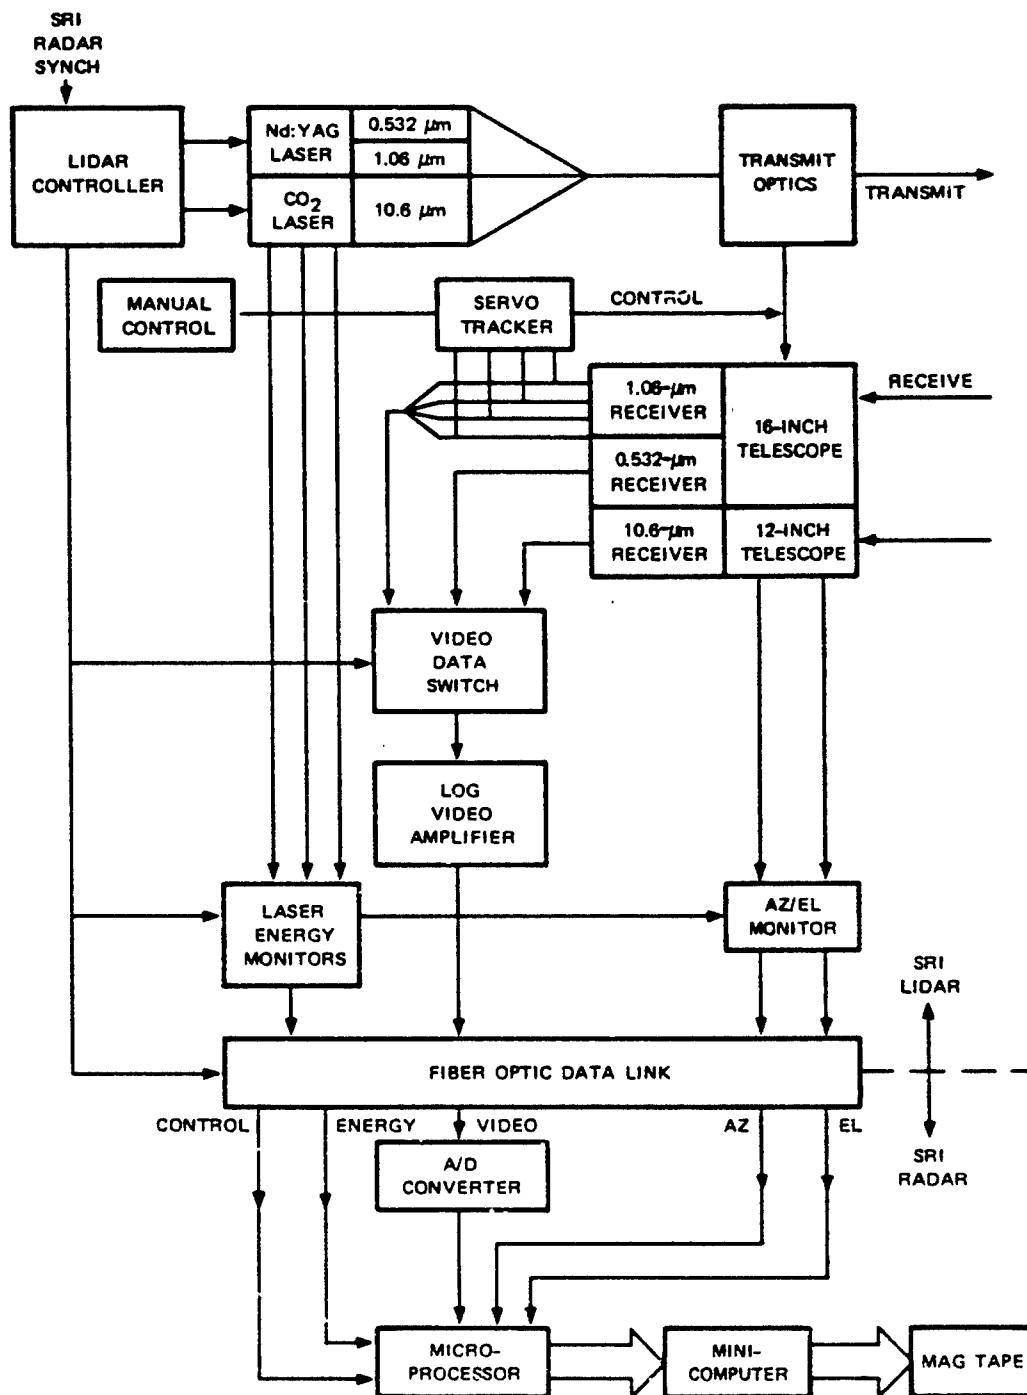 SRI
RADAR
SYNCH
LIDAR
CONTROLLER
Nd:YAG
LASER
0.532 μm
1.06 μm
CO2
LASER
10.6 μm
TRANSMIT
OPTICS
TRANSMIT
MANUAL
CONTROL
SERVO
TRACKER
CONTROL
1.06-μm
RECEIVER
16-INCH
TELESCOPE
RECEIVE
0.532-μm
RECEIVER
10.6-μm
RECEIVER
12-INCH
TELESCOPE
VIDEO
DATA
SWITCH
LOG
VIDEO
AMPLIFIER
LASER
ENERGY
MONITORS
AZ/EL
MONITOR
SRI
LIDAR
FIBER OPTIC DATA LINK
CONTROL
ENERGY
VIDEO
AZ
EL
SRI
RADAR
A/D
CONVERTER
MICRO-
PROCESSOR
MINI-
COMPUTER
MAG TAPE